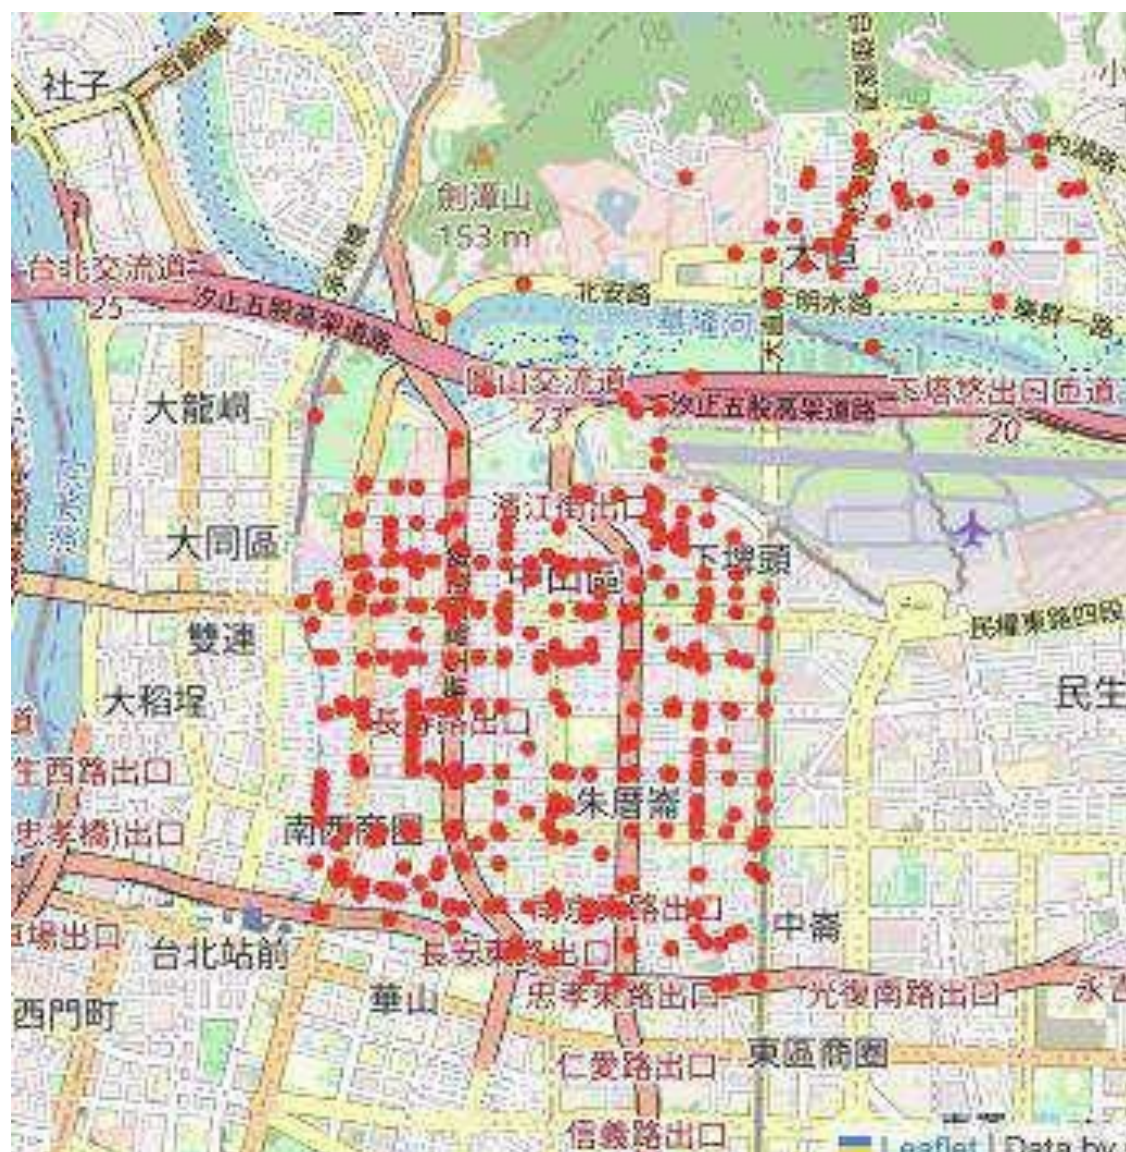 社子
內湖路
劍潭山
153 m
大直
台北交流道
25
北安路
明水路
樂群一路
汐止五股高架道路
基隆河
圓山交流道
23
汐止五股高架道路
下塔悠出口匝道
20
大龍峒
濱江街出口
大同區
下埤頭
中山區
民權東路四段
雙連
大稻埕
民生
長春路出口
生西路出口
朱厝崙
忠孝橋)出口
南西商圈
路出口
車場出口
中崙
台北站前
長安東路出口
華山
忠孝東路出口
光復南路出口
永吉
西門町
仁愛路出口
東區商圈
信義路出口
Leaflet | Data by